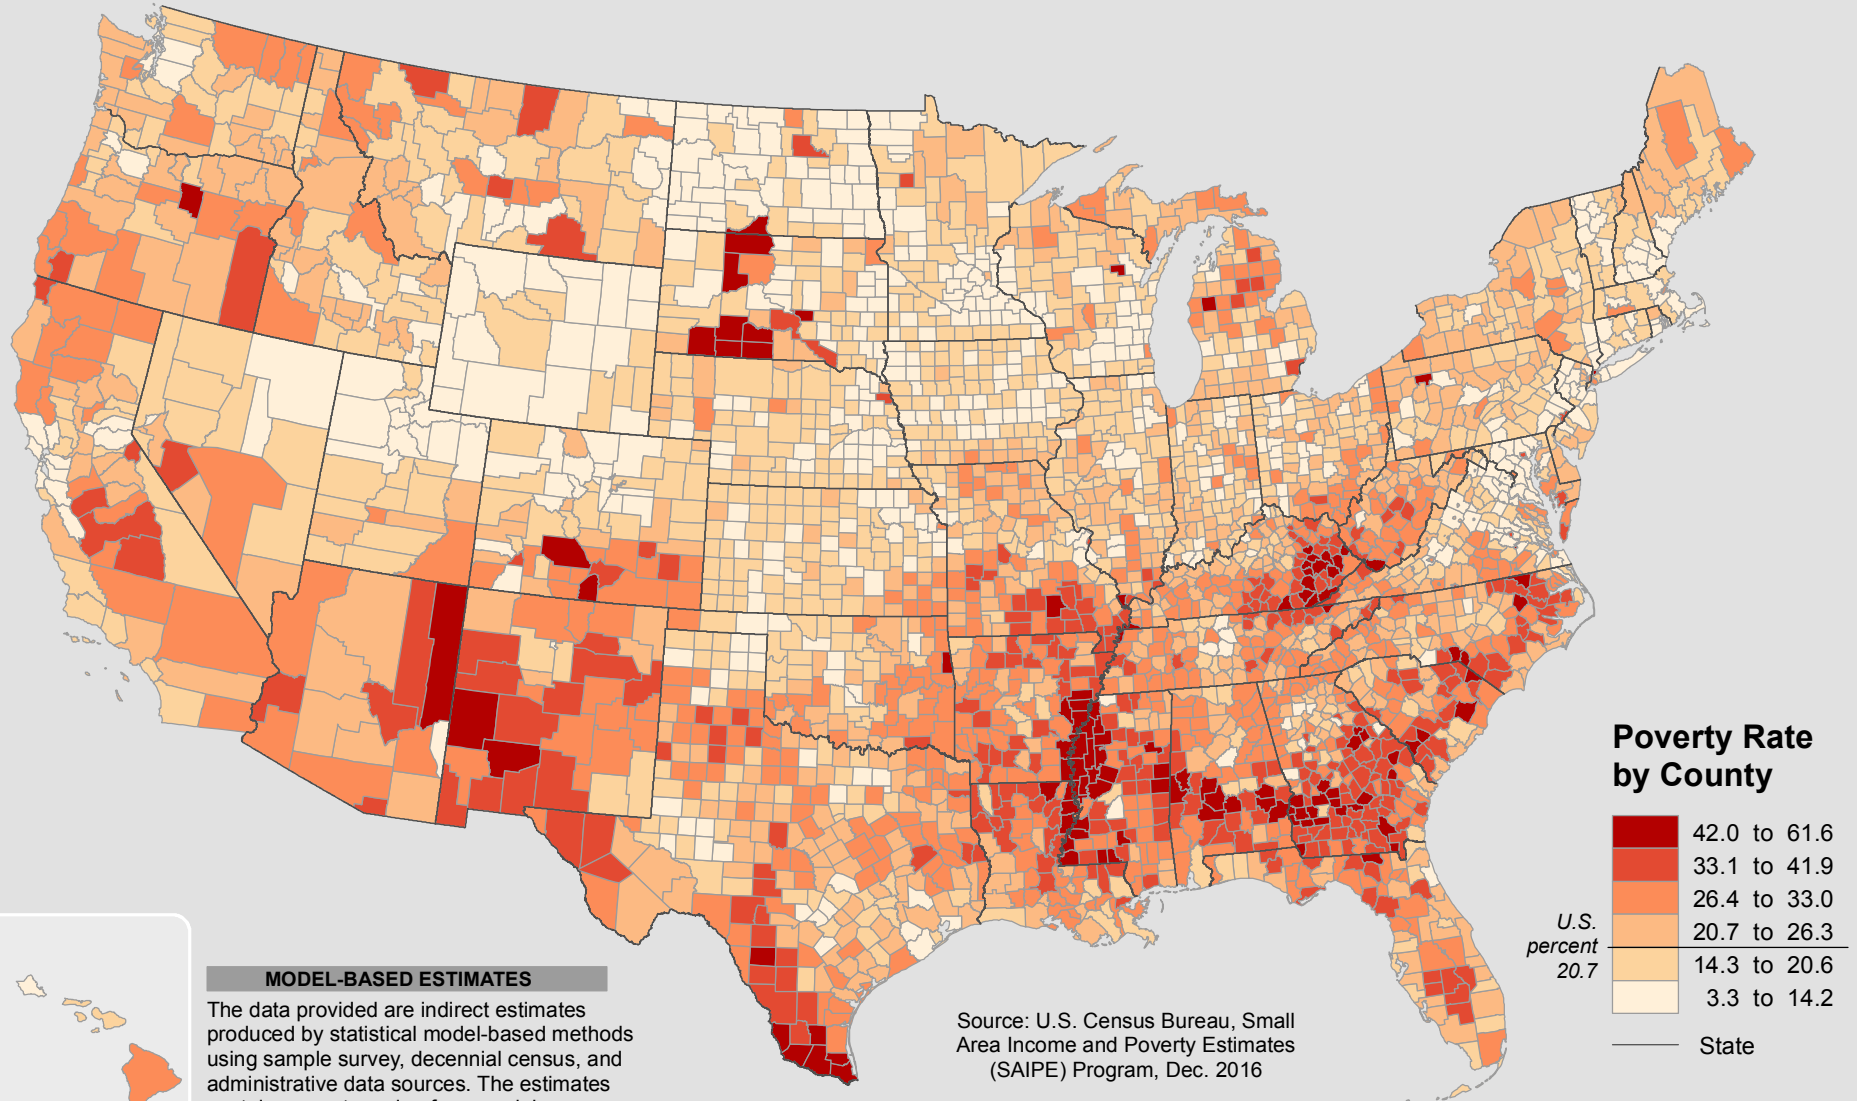 Poverty Rate
by County
42.0 to 61.6
33.1 to 41.9
26.4 to 33.0
20.7 to 26.3
14.3 to 20.6
3.3 to 14.2
U.S.
percent
20.7
State
MODEL-BASED ESTIMATES
The data provided are indirect estimates
produced by statistical model-based methods
using sample survey, decennial census, and
administrative data sources. The estimates
Source: U.S. Census Bureau, Small
Area Income and Poverty Estimates
(SAIPE) Program, Dec. 2016